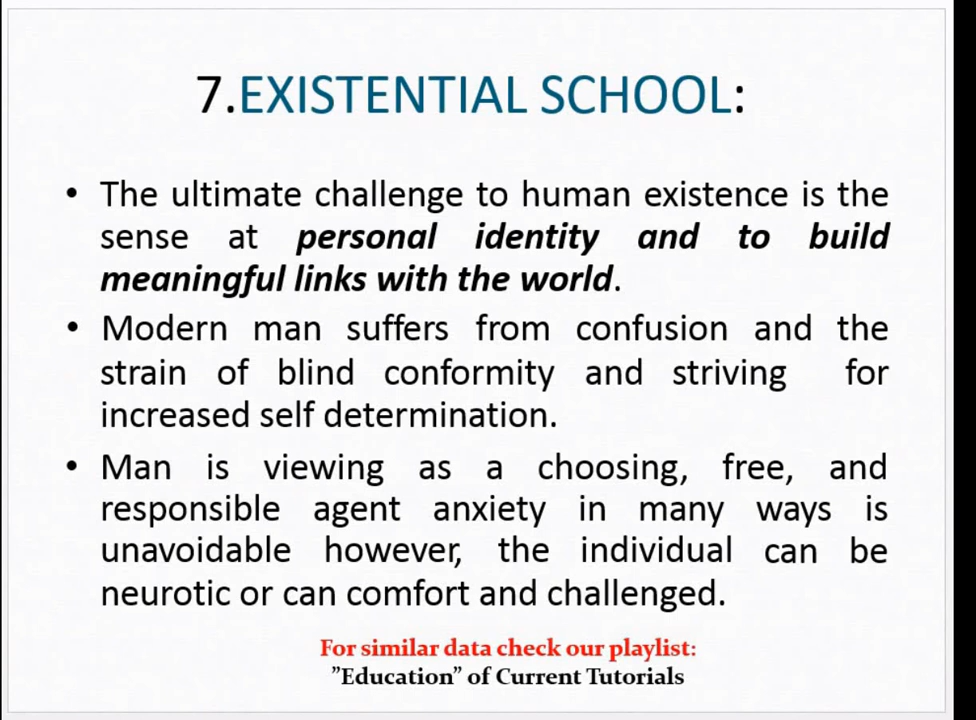 7.EXISTENTIAL SCHOOL:
• The ultimate challenge to human existence is the
sense at personal identity and to build
meaningful links with the world.
• Modern man suffers from confusion and the
strain of blind conformity and striving for
increased self determination.
• Man is viewing as a choosing, free, and
responsible agent anxiety in many ways is
unavoidable however, the individual can be
neurotic or can comfort and challenged.
For similar data check our playlist:
”Education” of Current Tutorials